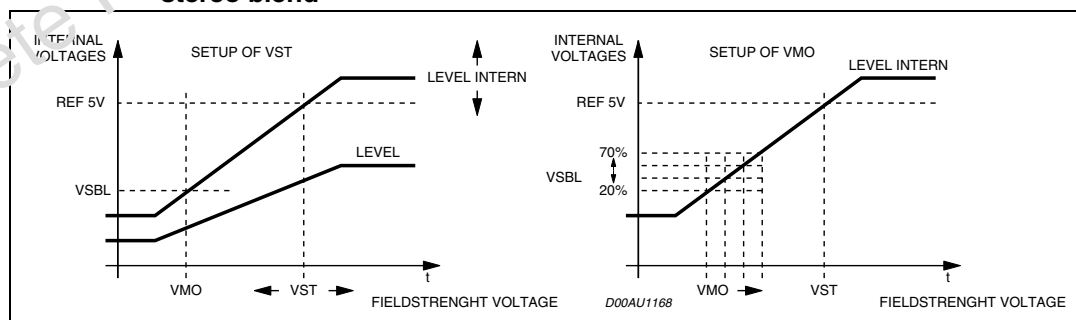 stereo blend
INTERNAL
VOLTAGES
SETUP OF VST
LEVEL INTERN
REF 5V
LEVEL
VSBL
t
VMO
VST
FIELDSTRENGHT VOLTAGE
INTERNAL
VOLTAGES
SETUP OF VMO
LEVEL INTERN
REF 5V
70%
VSBL
20%
t
VMO
VST
D00AU1168
FIELDSTRENGHT VOLTAGE